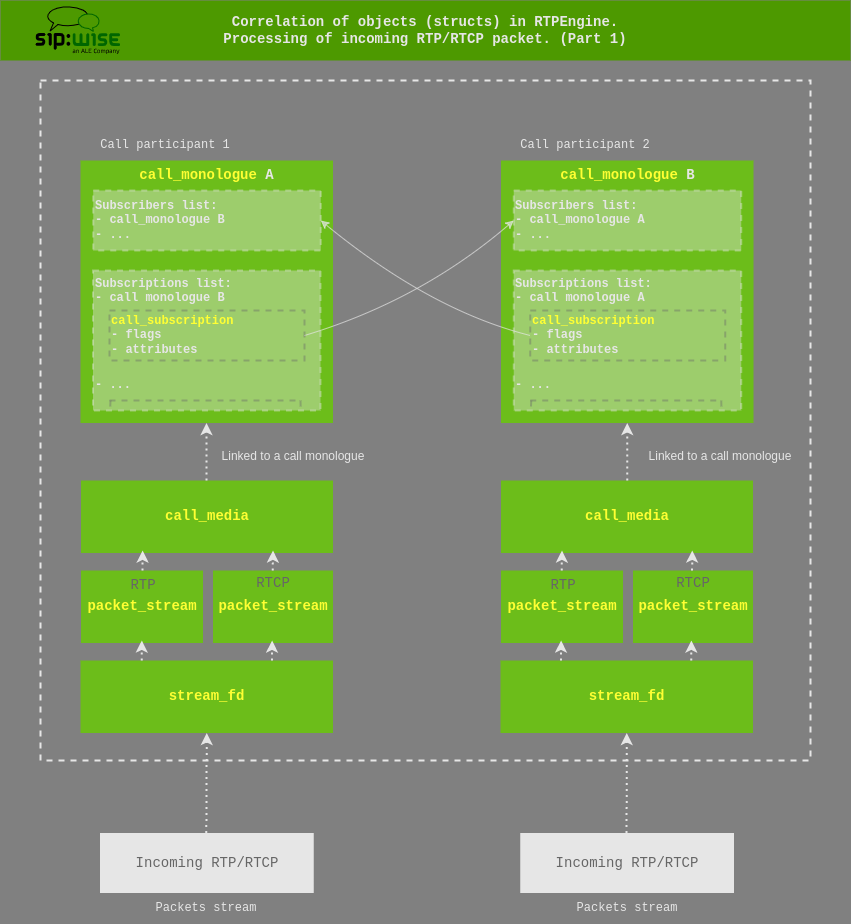 sip:wise
an ALE Company
Correlation of objects (structs) in RTPEngine.
Processing of incoming RTP/RTCP packet. (Part 1)
Call participant 1
call_monologue A
Subscribers list:
- call_monologue B
- ...
Subscriptions list:
- call monologue B
call_subscription
- flags
- attributes
- ...
Linked to a call monologue
call_media
RTP
packet_stream
RTCP
packet_stream
stream_fd
Incoming RTP/RTCP
Packets stream
Call participant 2
call_monologue B
Subscribers list:
- call_monologue A
- ...
Subscriptions list:
- call monologue A
call_subscription
- flags
- attributes
- ...
Linked to a call monologue
call_media
RTP
packet_stream
RTCP
packet_stream
stream_fd
Incoming RTP/RTCP
Packets stream